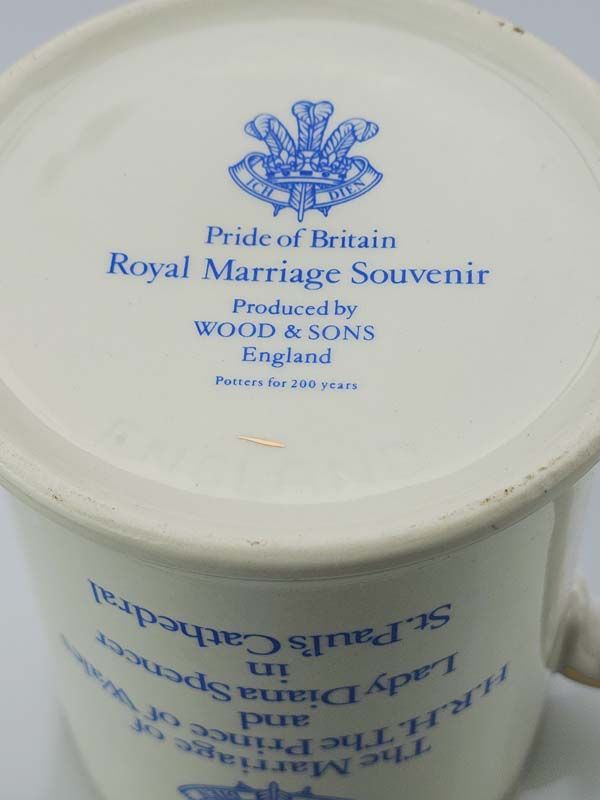 ICH DIEN
Pride of Britain
Royal Marriage Souvenir
Produced by
WOOD & SONS
England
Potters for 200 years
The Marriage of
H.R.H. The Prince of Wales
and
Lady Diana Spencer
in
St. Paul's Cathedral